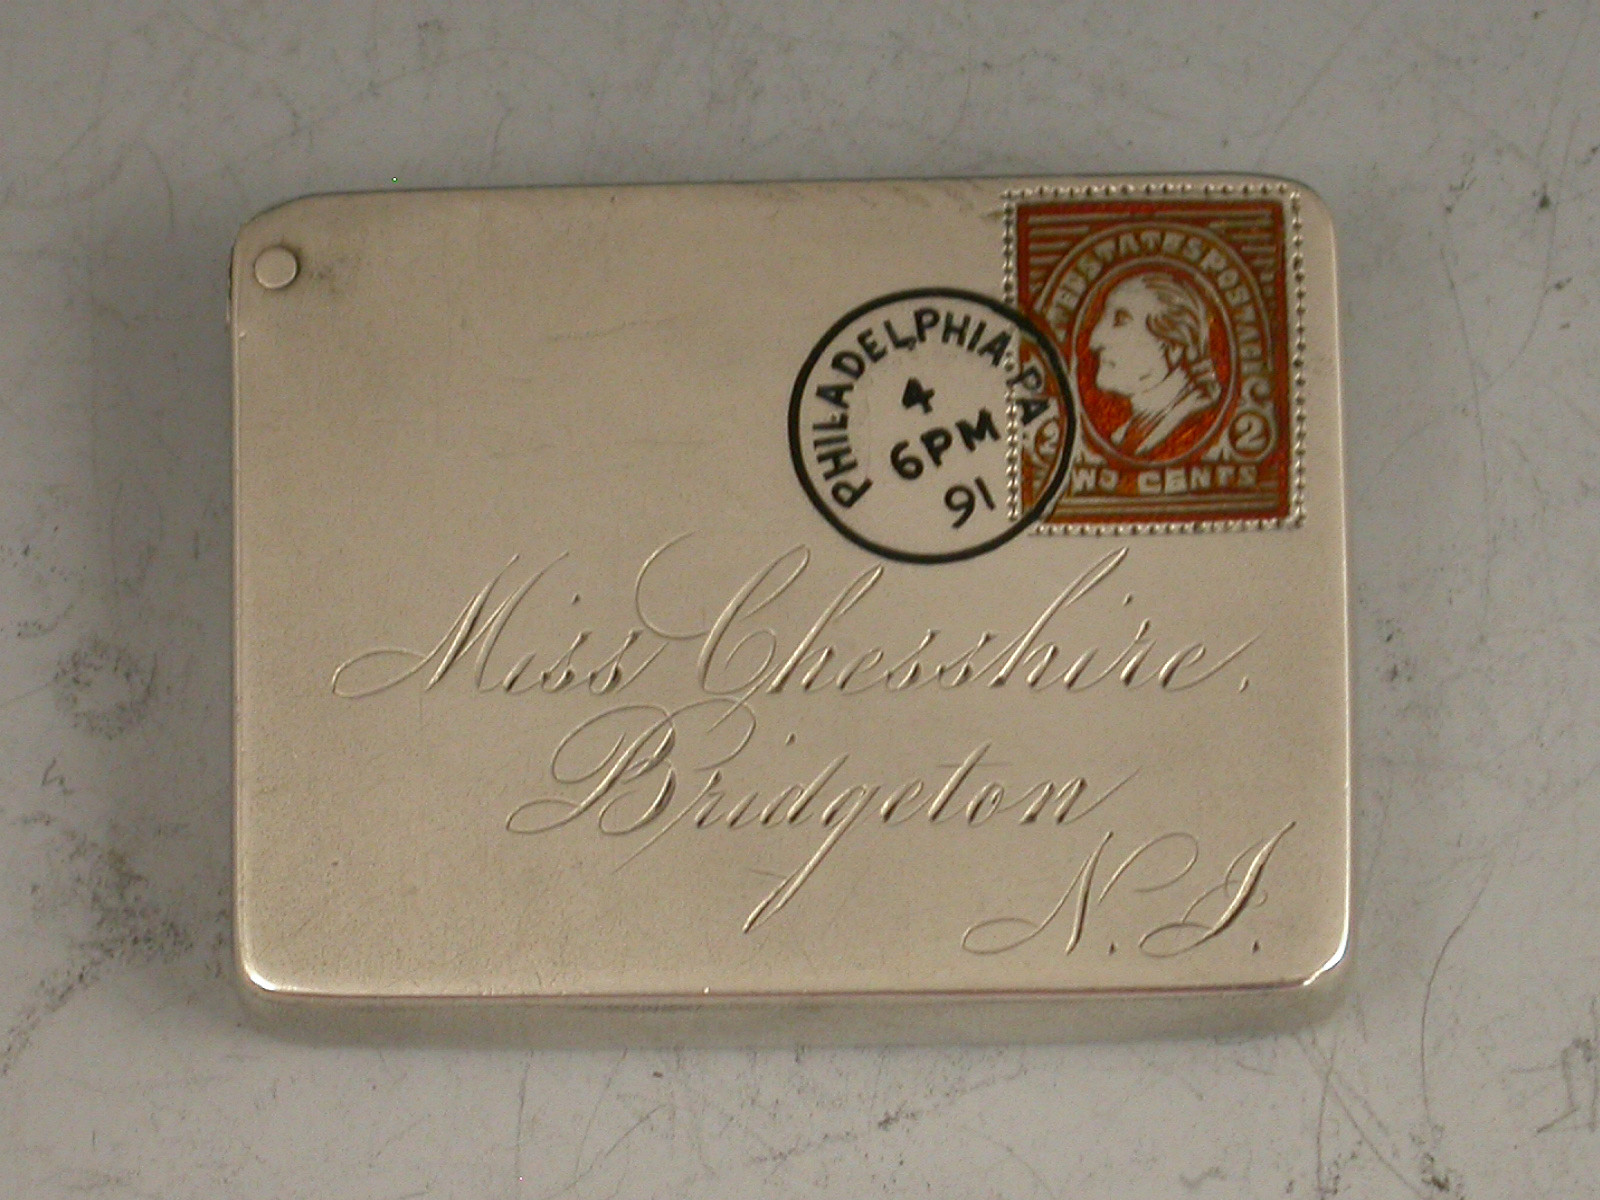 UNITED STATES POSTAGE
2 2
TWO CENTS
PHILADELPHIA.PA.
4
6PM
91
Miss Chesshire.
Bridgeton
N.J.